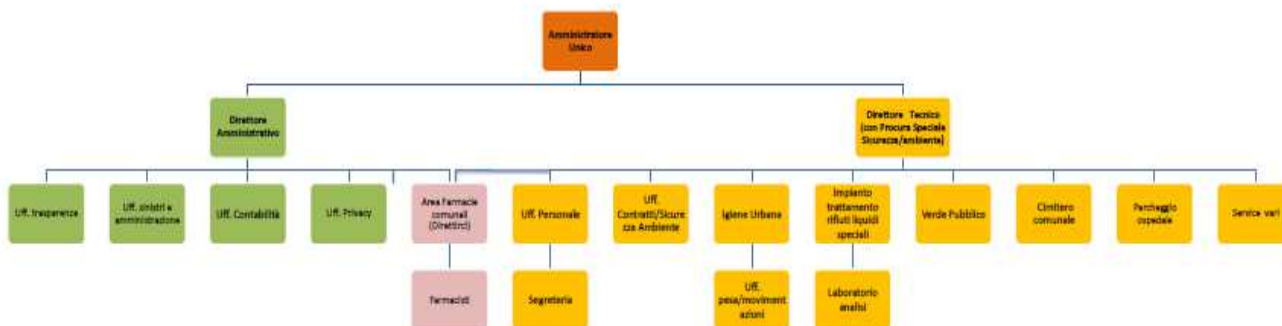 Amministratore
Unico
Direttore
Amministrativo
Direttore Tecnico
(con Procura Speciale
Sicurezza/ambiente)
Uff. trasparenza
Uff. sinistri e
amministrazione
Uff. Contabilità
Uff. Privacy
Area Farmacie
comunali
(Direttrici)
Uff. Personale
Uff.
Contratti/Sicure
zza Ambiente
Igiene Urbana
Impianto
trattamento
rifiuti liquidi
speciali
Verde Pubblico
Cimitero
comunale
Parcheggio
ospedale
Service vari
Farmacisti
Segreteria
Uff.
pesa/moviment
azioni
Laboratorio
analisi